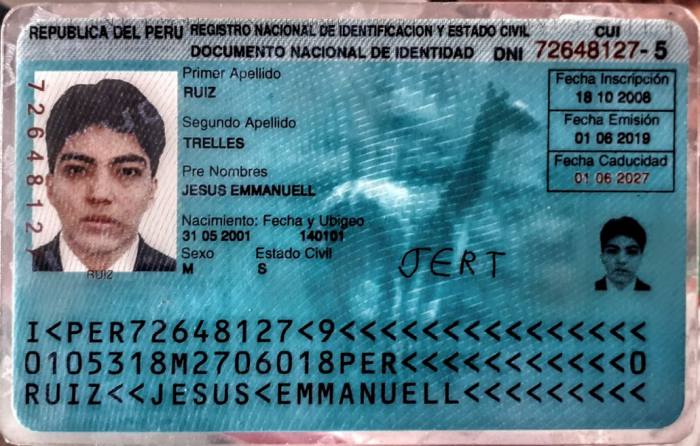 REPUBLICA DEL PERU REGISTRO NACIONAL DE IDENTIFICACION Y ESTADO CIVIL CUI
DOCUMENTO NACIONAL DE IDENTIDAD DNI 72648127-5
72648127
RUIZ
Primer Apellido
RUIZ
Segundo Apellido
TRELLES
Pre Nombres
JESUS EMMANUELL
Nacimiento: Fecha y Ubigeo
31 05 2001 140101
Sexo Estado Civil
M S
Fecha Inscripción
18 10 2008
Fecha Emisión
01 06 2019
Fecha Caducidad
01 06 2027
JERT
I<PER72648127<9<<<<<<<<<<<<<<<
0105318M2706018PER<<<<<<<<<<<0
RUIZ<<JESUS<EMMANUELL<<<<<<<<<